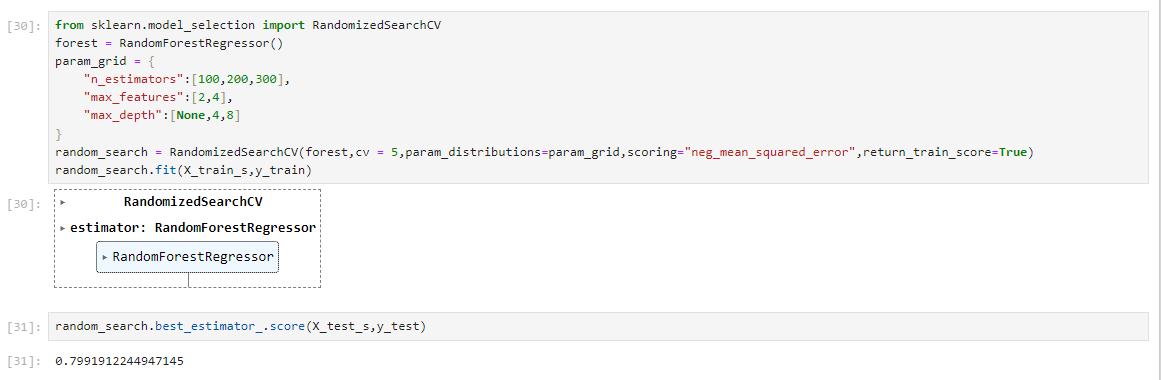 [30]: from sklearn.model_selection import RandomizedSearchCV
forest = RandomForestRegressor()
param_grid = {
    "n_estimators":[100,200,300],
    "max_features":[2,4],
    "max_depth":[None,4,8]
}
random_search = RandomizedSearchCV(forest,cv = 5,param_distributions=param_grid,scoring="neg_mean_squared_error",return_train_score=True)
random_search.fit(X_train_s,y_train)
[30]: ▸ RandomizedSearchCV
▸ estimator: RandomForestRegressor
▸ RandomForestRegressor
[31]: random_search.best_estimator_.score(X_test_s,y_test)
[31]: 0.7991912244947145